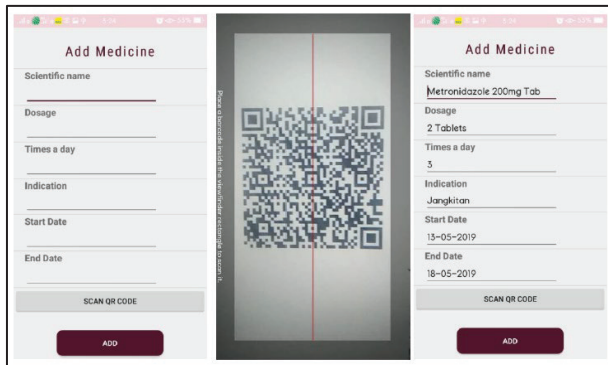 Add Medicine
Scientific name
Dosage
Times a day
Indication
Start Date
End Date
SCAN QR CODE
ADD
Place a barcode inside the viewfinder rectangle to scan it.
Add Medicine
Scientific name
Metronidazole 200mg Tab
Dosage
2 Tablets
Times a day
3
Indication
Jangkitan
Start Date
13-05-2019
End Date
18-05-2019
SCAN QR CODE
ADD